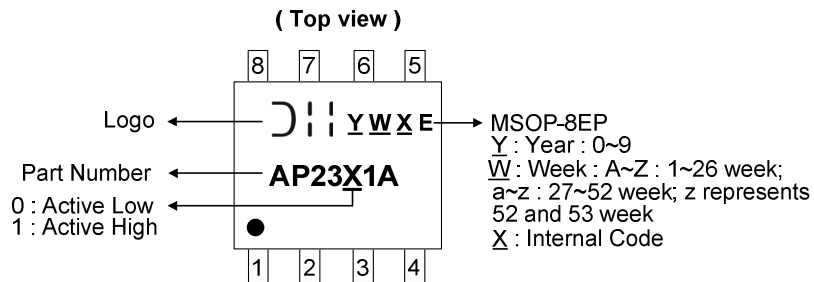 ( Top view )
8 7 6 5
Logo
Y W X E
MSOP-8EP
Y : Year : 0~9
W : Week : A~Z : 1~26 week;
a~z : 27~52 week; z represents
52 and 53 week
X : Internal Code
Part Number
AP23X1A
0 : Active Low
1 : Active High
1 2 3 4